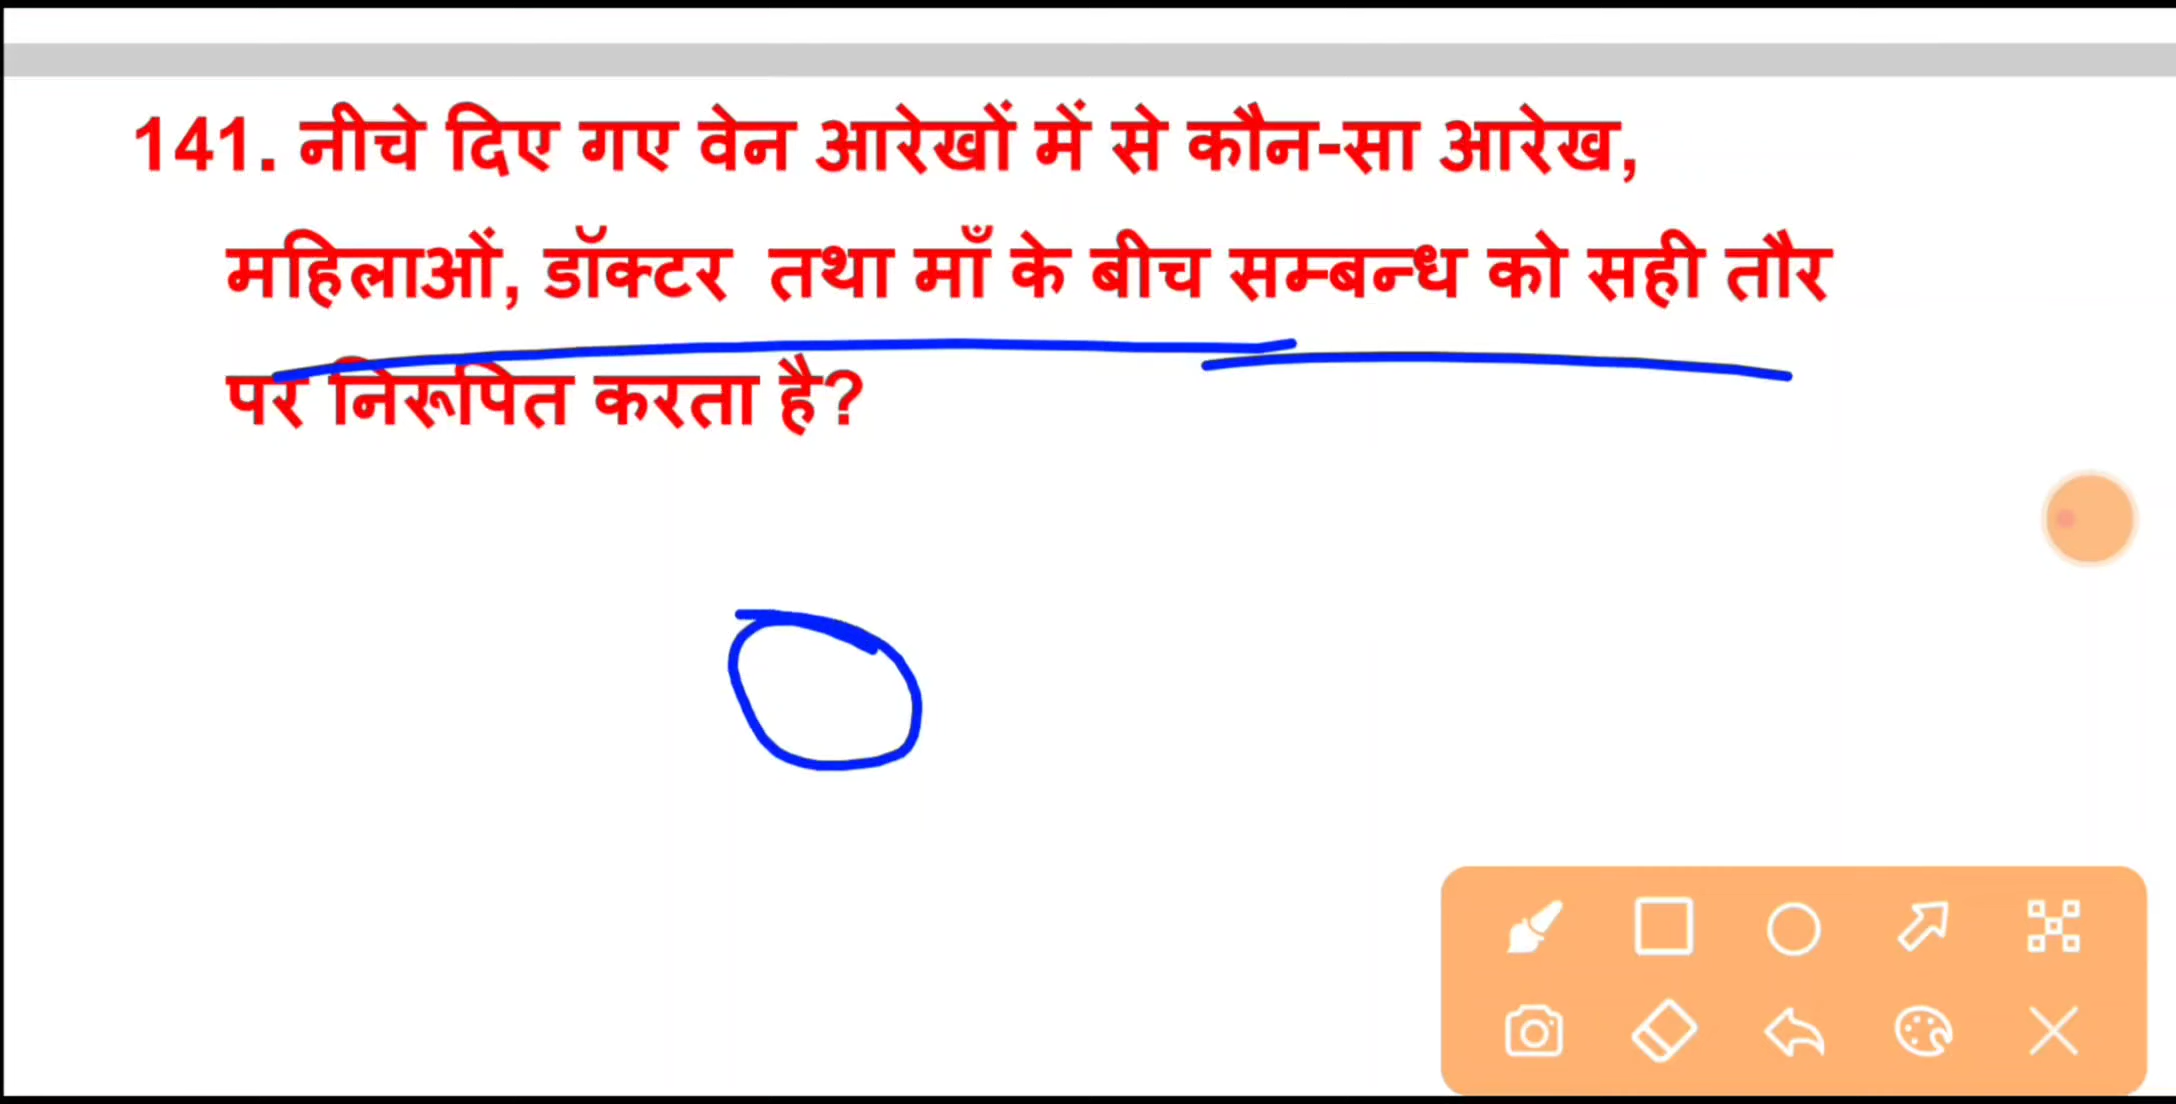 141. नीचे दिए गए वेन आरेखों में से कौन-सा आरेख,
महिलाओं, डॉक्टर तथा माँ के बीच सम्बन्ध को सही तौर
पर निरूपित करता है?